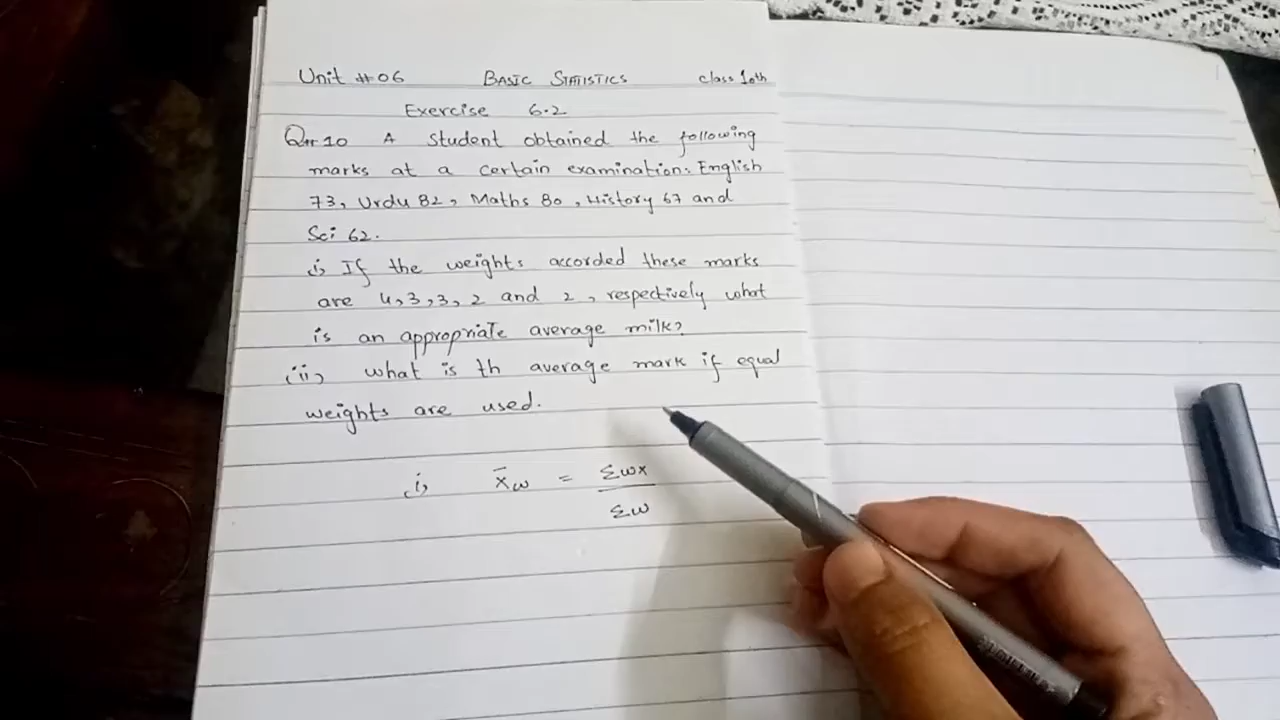 Unit #06 BASIC STATISTICS class 10th
Exercise 6.2
Q#10 A Student obtained the following
marks at a certain examination: English
73, Urdu 82, Maths 80, History 67 and
Sci 62.
i) If the weights accorded these marks
are 4,3,3,2 and 2, respectively what
is an appropriate average milk?
(ii) what is th average mark if equal
weights are used.
i) x̄w = Σwx
Σw